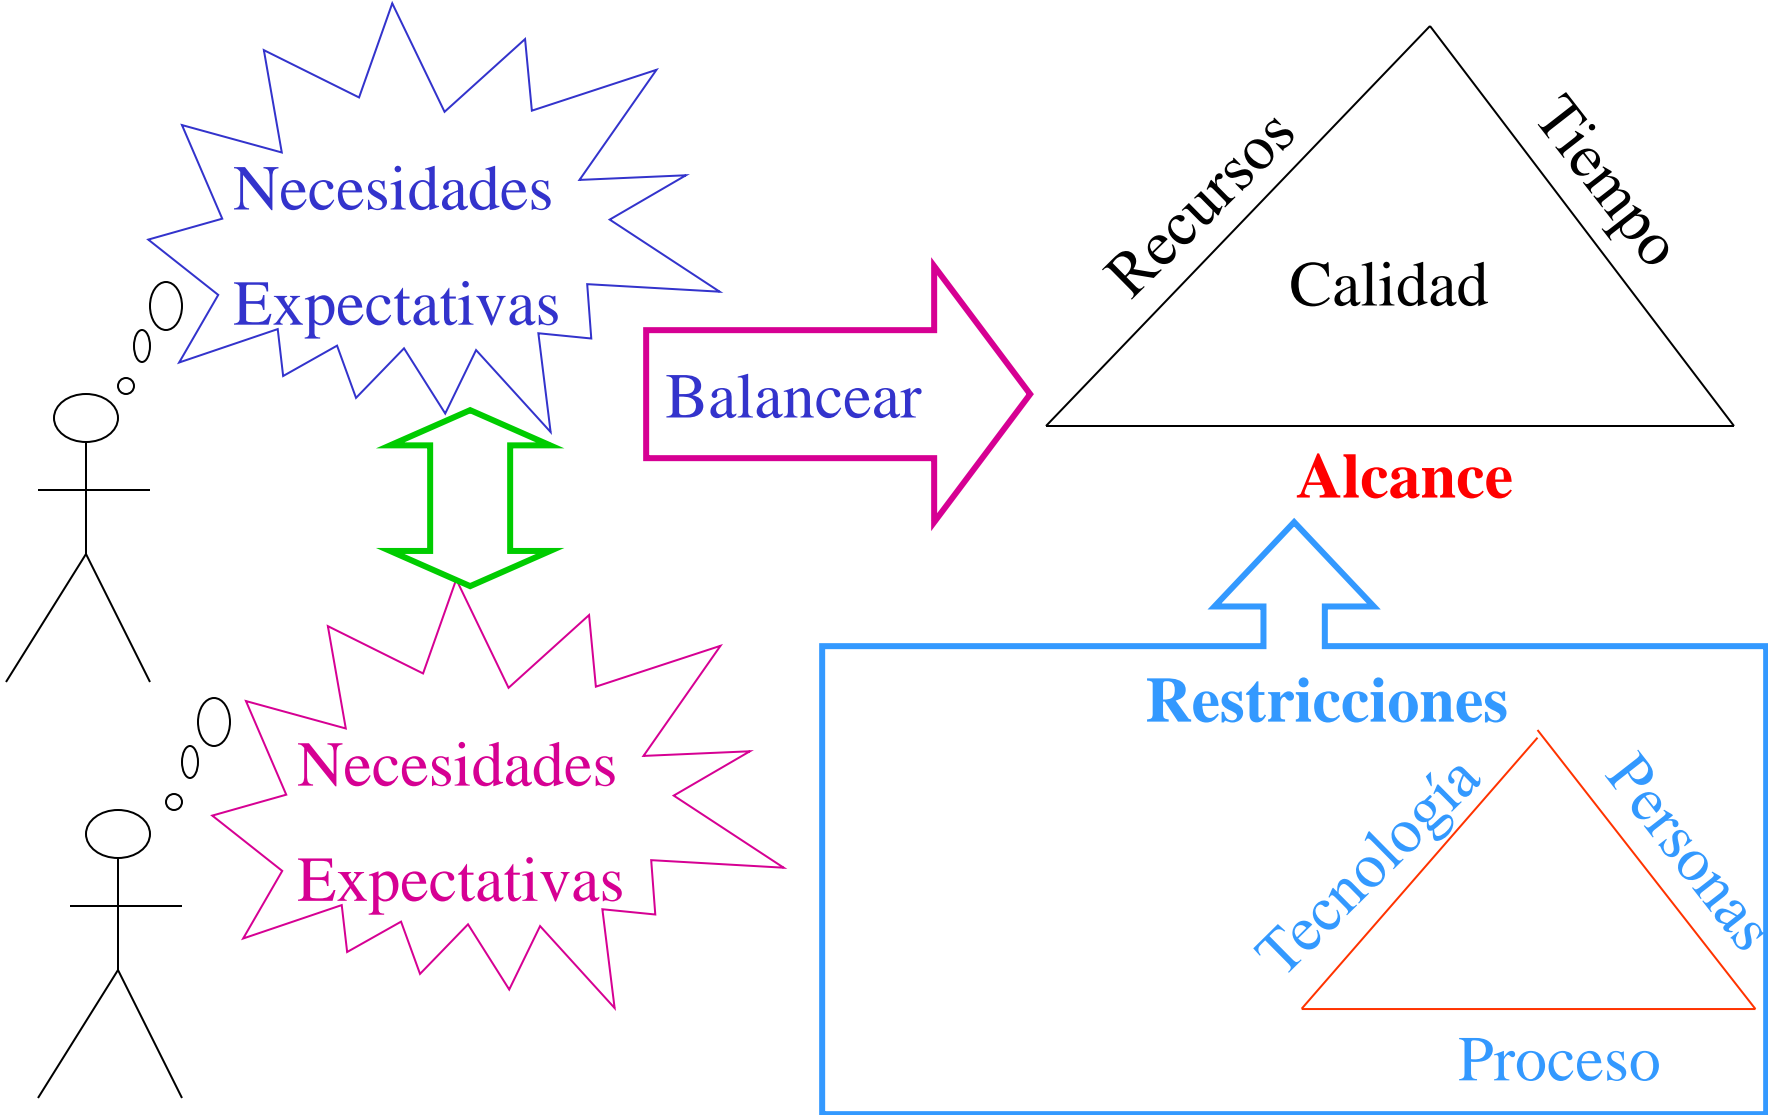 Necesidades
Expectativas
Balancear
Recursos
Tiempo
Calidad
Alcance
Necesidades
Expectativas
Restricciones
Tecnología
Personas
Proceso